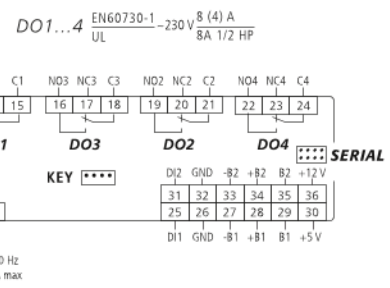 DO1...4 EN60730-1 / UL ~230 V 8 (4) A / 8A 1/2 HP
C1 NO3 NC3 C3 NO2 NC2 C2 NO4 NC4 C4
15 16 17 18 19 20 21 22 23 24
1 DO3 DO2 DO4
SERIAL
KEY
DI2 GND -B2 +B2 B2 +12 V
31 32 33 34 35 36
25 26 27 28 29 30
DI1 GND -B1 +B1 B1 +5 V
0 Hz
max